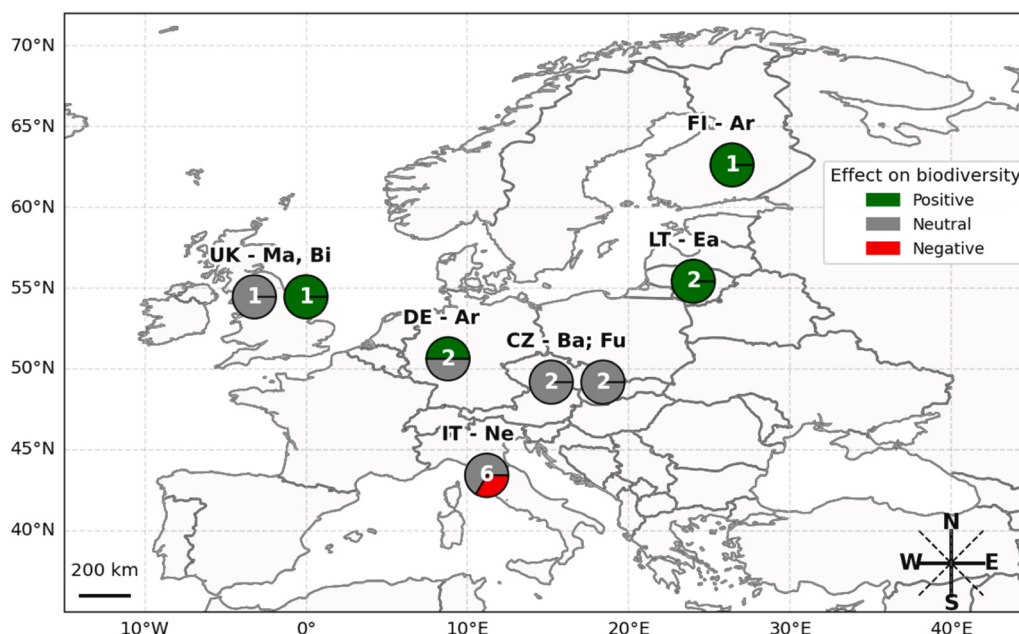 70°N
65°N
60°N
55°N
50°N
45°N
40°N
FI - Ar
1
Effect on biodiversity
Positive
Neutral
Negative
LT - Ea
2
UK - Ma, Bi
1 1
DE - Ar
2
CZ - Ba; Fu
2 2
IT - Ne
6
N
W E
S
200 km
10°W 0° 10°E 20°E 30°E 40°E